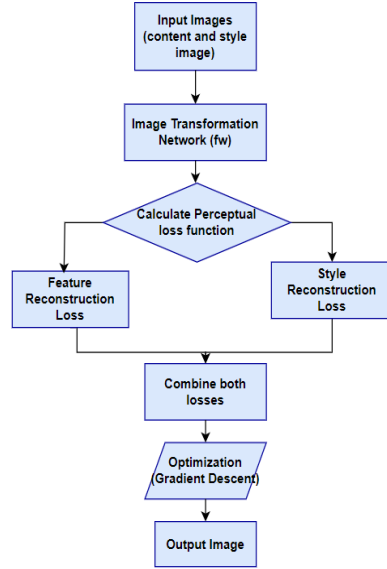 Input Images
(content and style
image)
Image Transformation
Network (fw)
Calculate Perceptual
loss function
Feature
Reconstruction
Loss
Style
Reconstruction
Loss
Combine both
losses
Optimization
(Gradient Descent)
Output Image